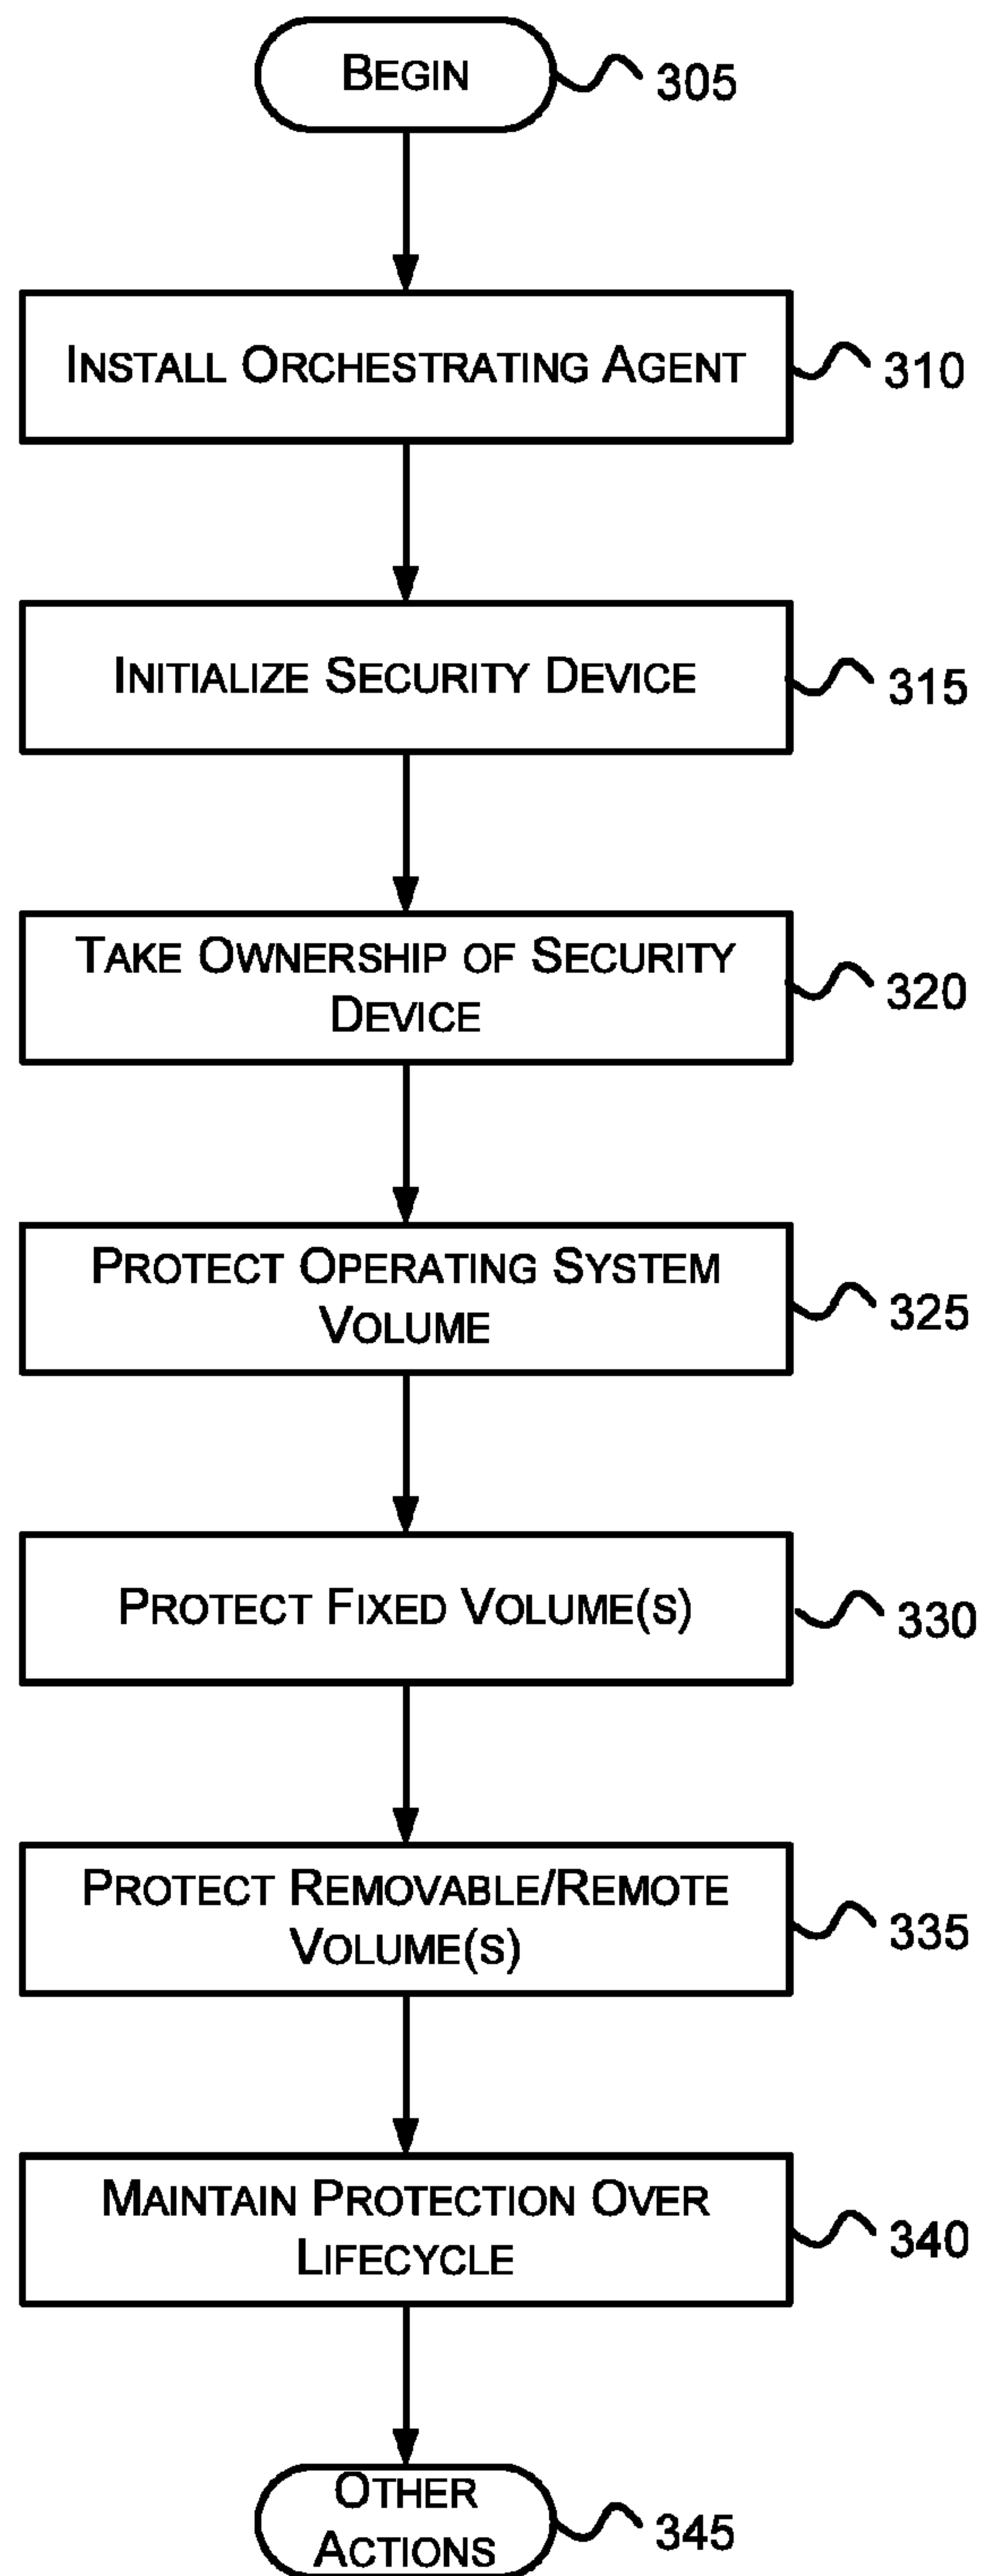 BEGIN
305
INSTALL ORCHESTRATING AGENT
310
INITIALIZE SECURITY DEVICE
315
TAKE OWNERSHIP OF SECURITY
DEVICE
320
PROTECT OPERATING SYSTEM
VOLUME
325
PROTECT FIXED VOLUME(S)
330
PROTECT REMOVABLE/REMOTE
VOLUME(S)
335
MAINTAIN PROTECTION OVER
LIFECYCLE
340
OTHER
ACTIONS
345